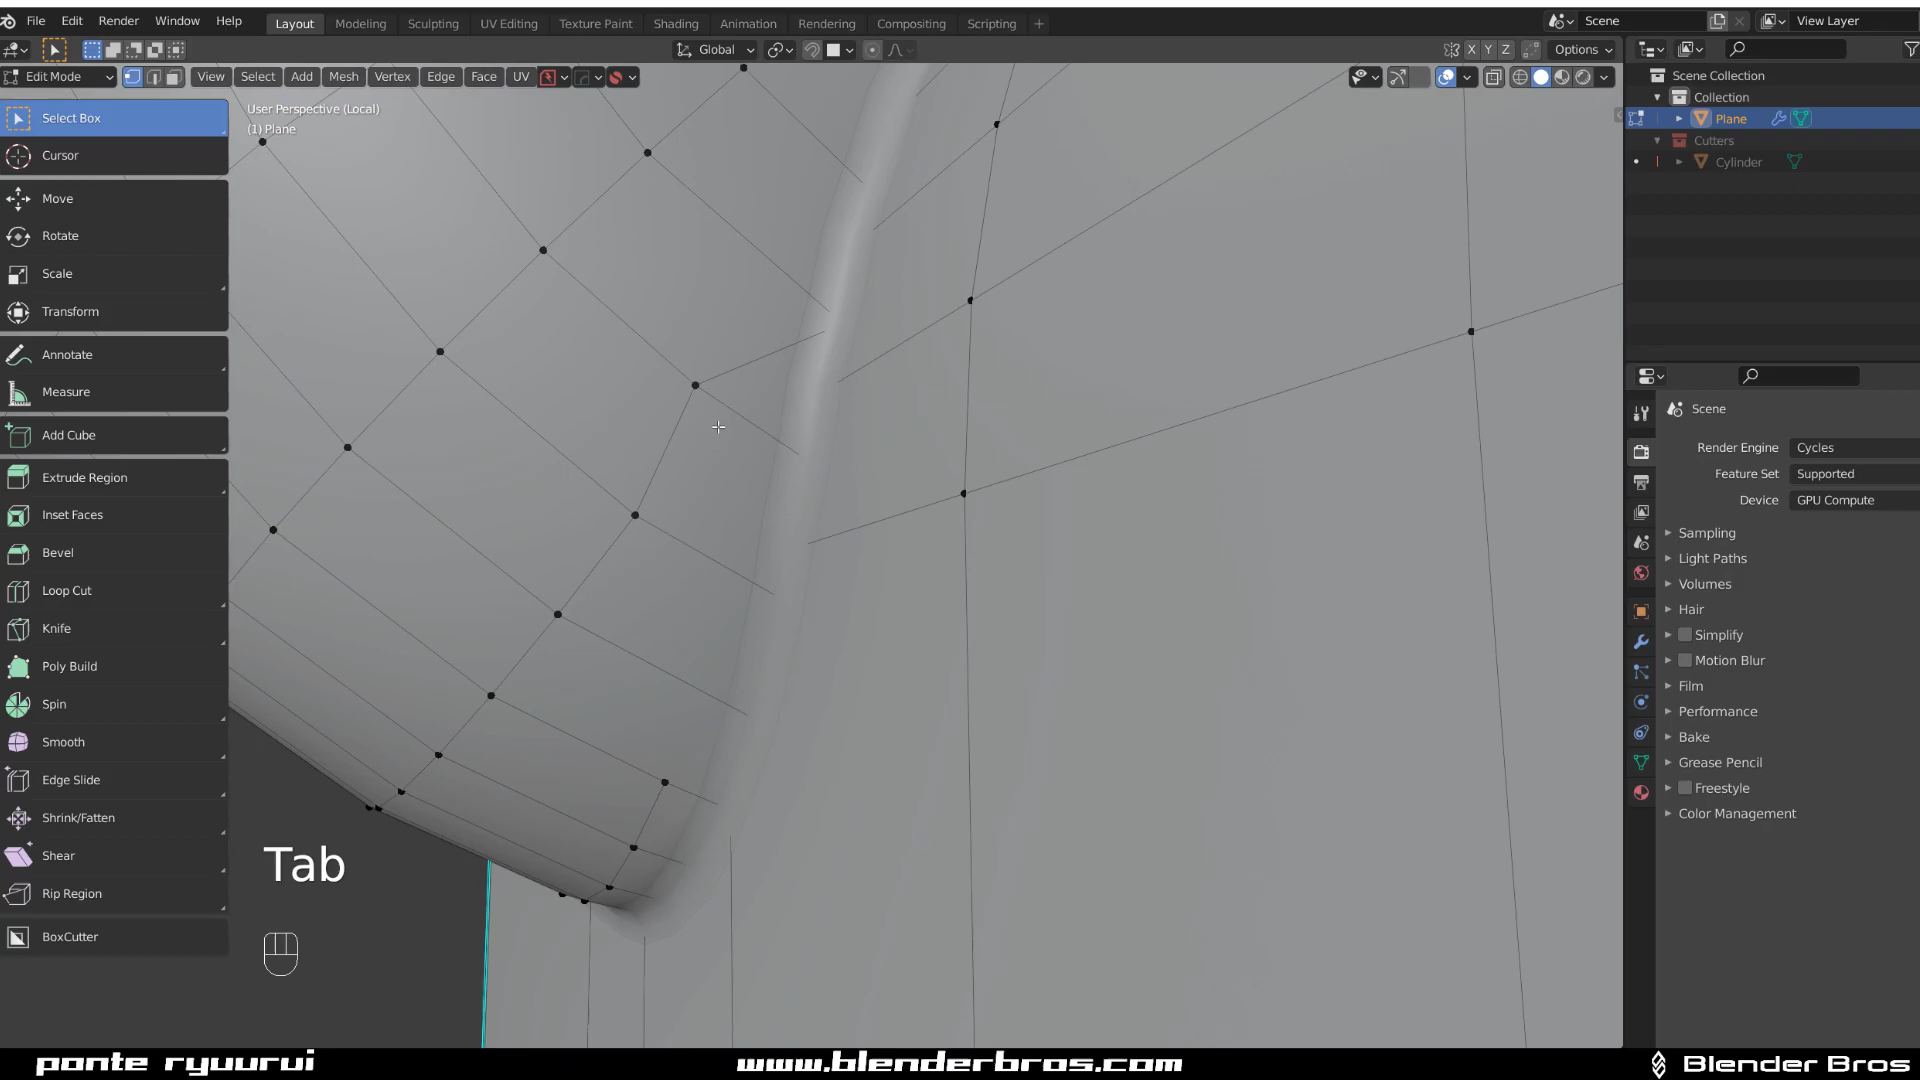 File Edit Render Window Help Layout Modeling Sculpting UV Editing Texture Paint Shading Animation Rendering Compositing Scripting + Scene View Layer
Global X Y Z Options
Edit Mode View Select Add Mesh Vertex Edge Face UV
Select Box
Cursor
Move
Rotate
Scale
Transform
Annotate
Measure
Add Cube
Extrude Region
Inset Faces
Bevel
Loop Cut
Knife
Poly Build
Spin
Smooth
Edge Slide
Shrink/Fatten
Shear
Rip Region
BoxCutter
User Perspective (Local)
(1) Plane
Tab
Scene Collection
Collection
Plane
Cutters
Cylinder
Scene
Render Engine Cycles
Feature Set Supported
Device GPU Compute
Sampling
Light Paths
Volumes
Hair
Simplify
Motion Blur
Film
Performance
Bake
Grease Pencil
Freestyle
Color Management
ponte ryuurui www.blenderbros.com Blender Bros